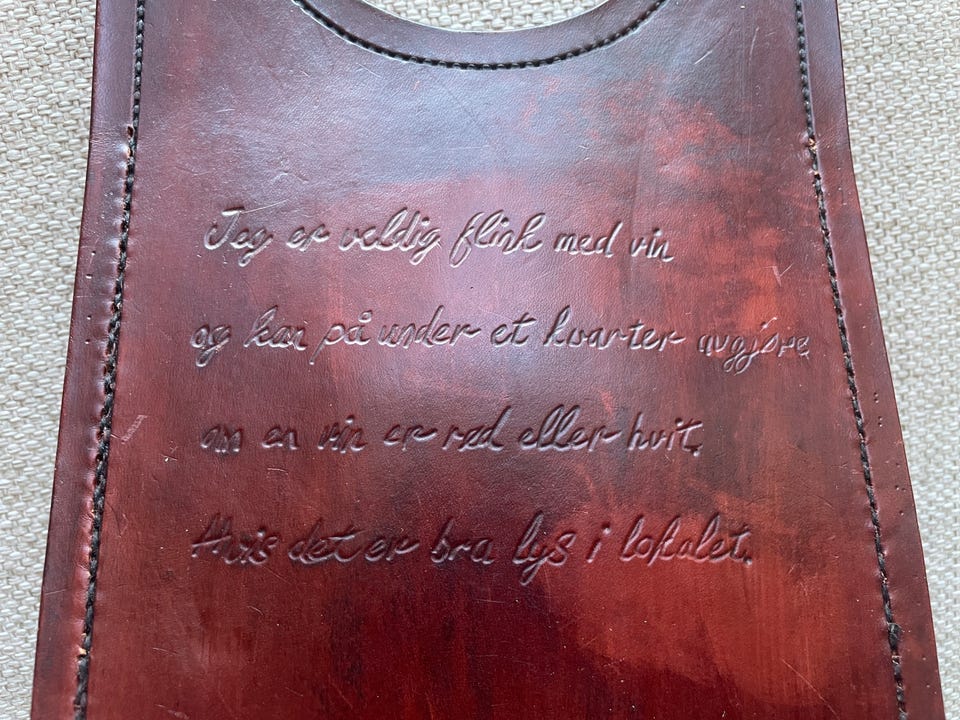 Jeg er veldig flink med vin
og kan på under et kvarter avgjøre
om en vin er rød eller hvit.
Hvis det er bra lys i lokalet.